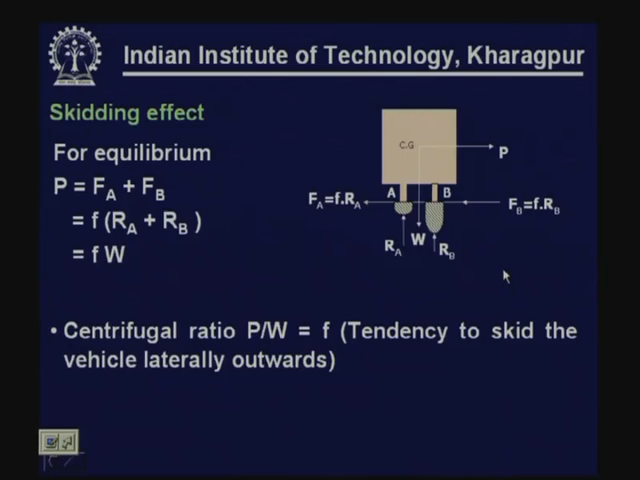 Indian Institute of Technology, Kharagpur
Skidding effect
For equilibrium
P = FA + FB
= f (RA + RB )
= f W
C.G
P
A
B
FA=f.RA
FB=f.RB
W
RA
RB
• Centrifugal ratio P/W = f (Tendency to skid the
vehicle laterally outwards)